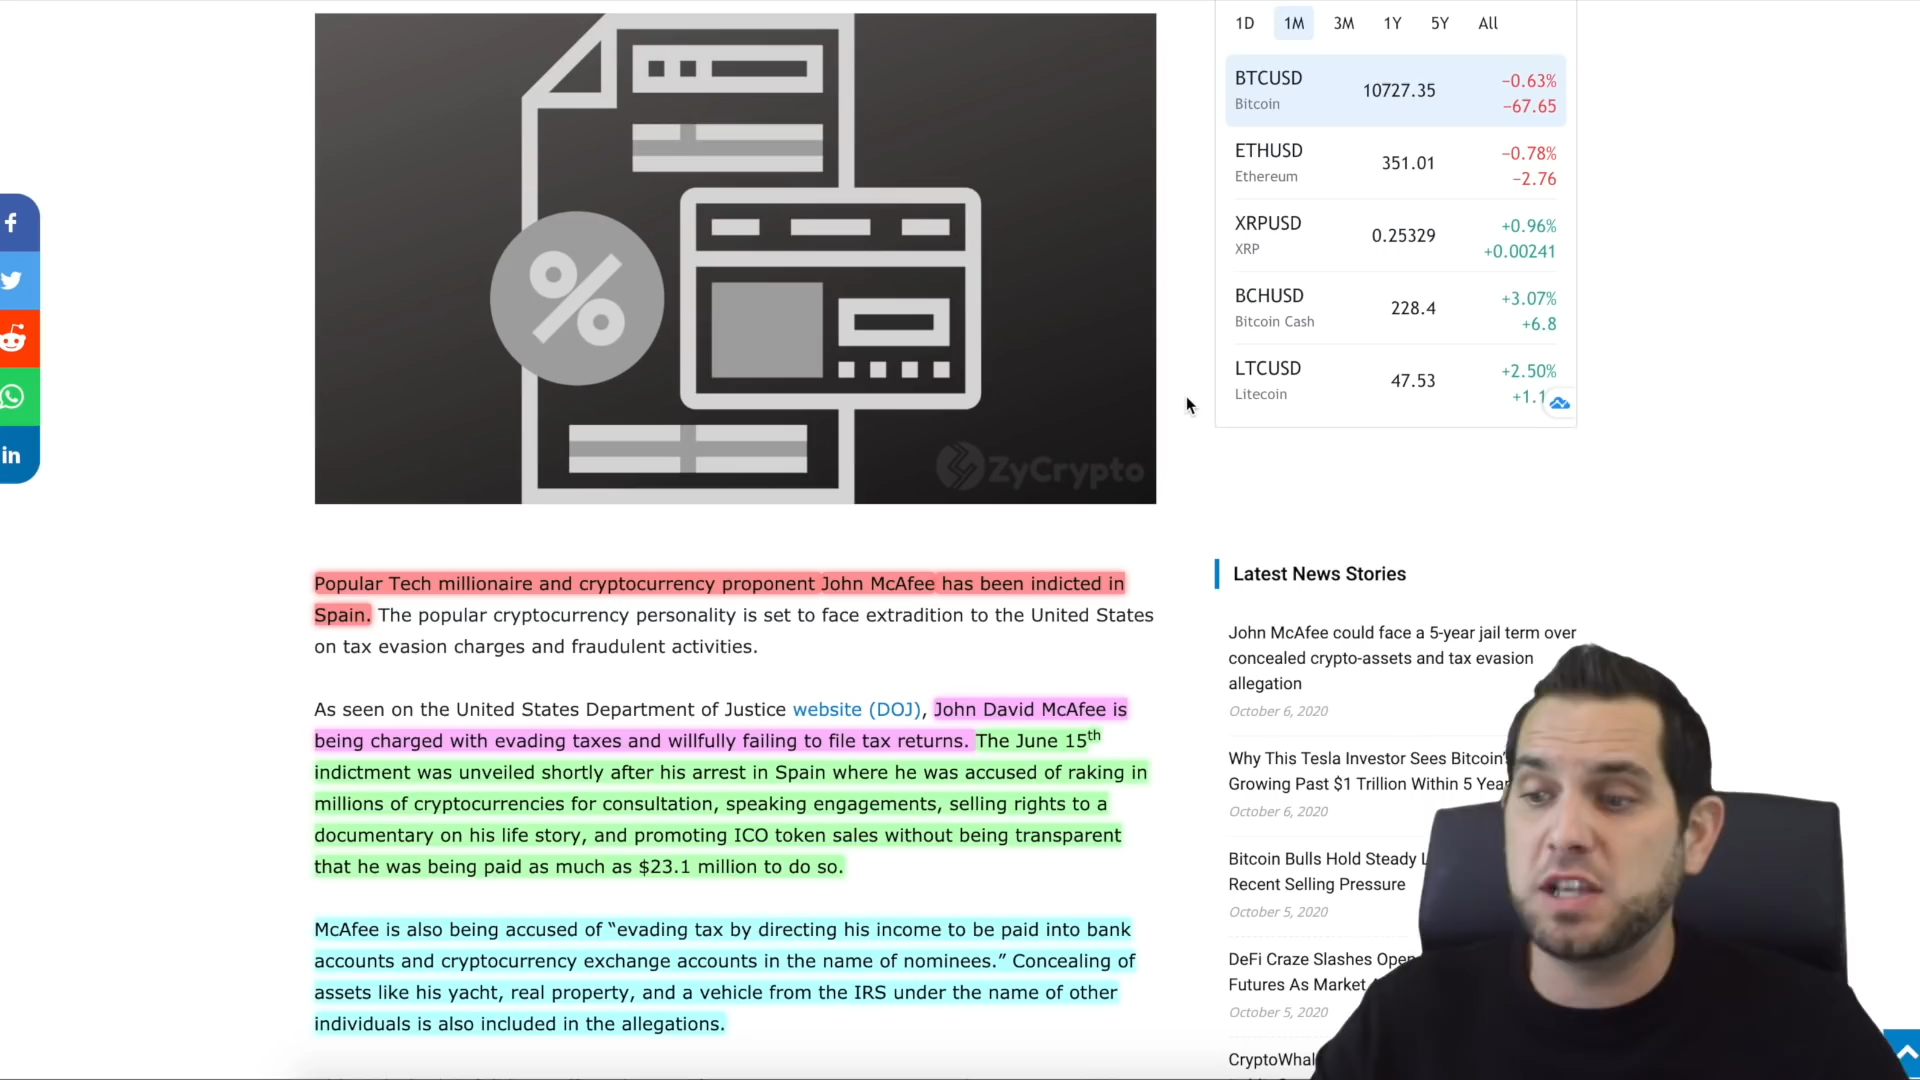 1D 1M 3M 1Y 5Y All
BTCUSD 10727.35 −0.63%
Bitcoin −67.65
ETHUSD 351.01 −0.78%
Ethereum −2.76
XRPUSD 0.25329 +0.96%
XRP +0.00241
BCHUSD 228.4 +3.07%
Bitcoin Cash +6.8
LTCUSD 47.53 +2.50%
Litecoin
ZyCrypto
Popular Tech millionaire and cryptocurrency proponent John McAfee has been indicted in
Spain. The popular cryptocurrency personality is set to face extradition to the United States
on tax evasion charges and fraudulent activities.
As seen on the United States Department of Justice website (DOJ), John David McAfee is
being charged with evading taxes and willfully failing to file tax returns. The June 15th
indictment was unveiled shortly after his arrest in Spain where he was accused of raking in
millions of cryptocurrencies for consultation, speaking engagements, selling rights to a
documentary on his life story, and promoting ICO token sales without being transparent
that he was being paid as much as $23.1 million to do so.
McAfee is also being accused of “evading tax by directing his income to be paid into bank
accounts and cryptocurrency exchange accounts in the name of nominees.” Concealing of
assets like his yacht, real property, and a vehicle from the IRS under the name of other
individuals is also included in the allegations.
Latest News Stories
John McAfee could face a 5-year jail term over
concealed crypto-assets and tax evasion
allegation
October 6, 2020
Why This Tesla Investor Sees Bitcoin
Growing Past $1 Trillion Within 5
October 6, 2020
Bitcoin Bulls Hold Steady
Recent Selling Pressure
October 5, 2020
DeFi Craze Slashes
Futures As Market
October 5, 2020